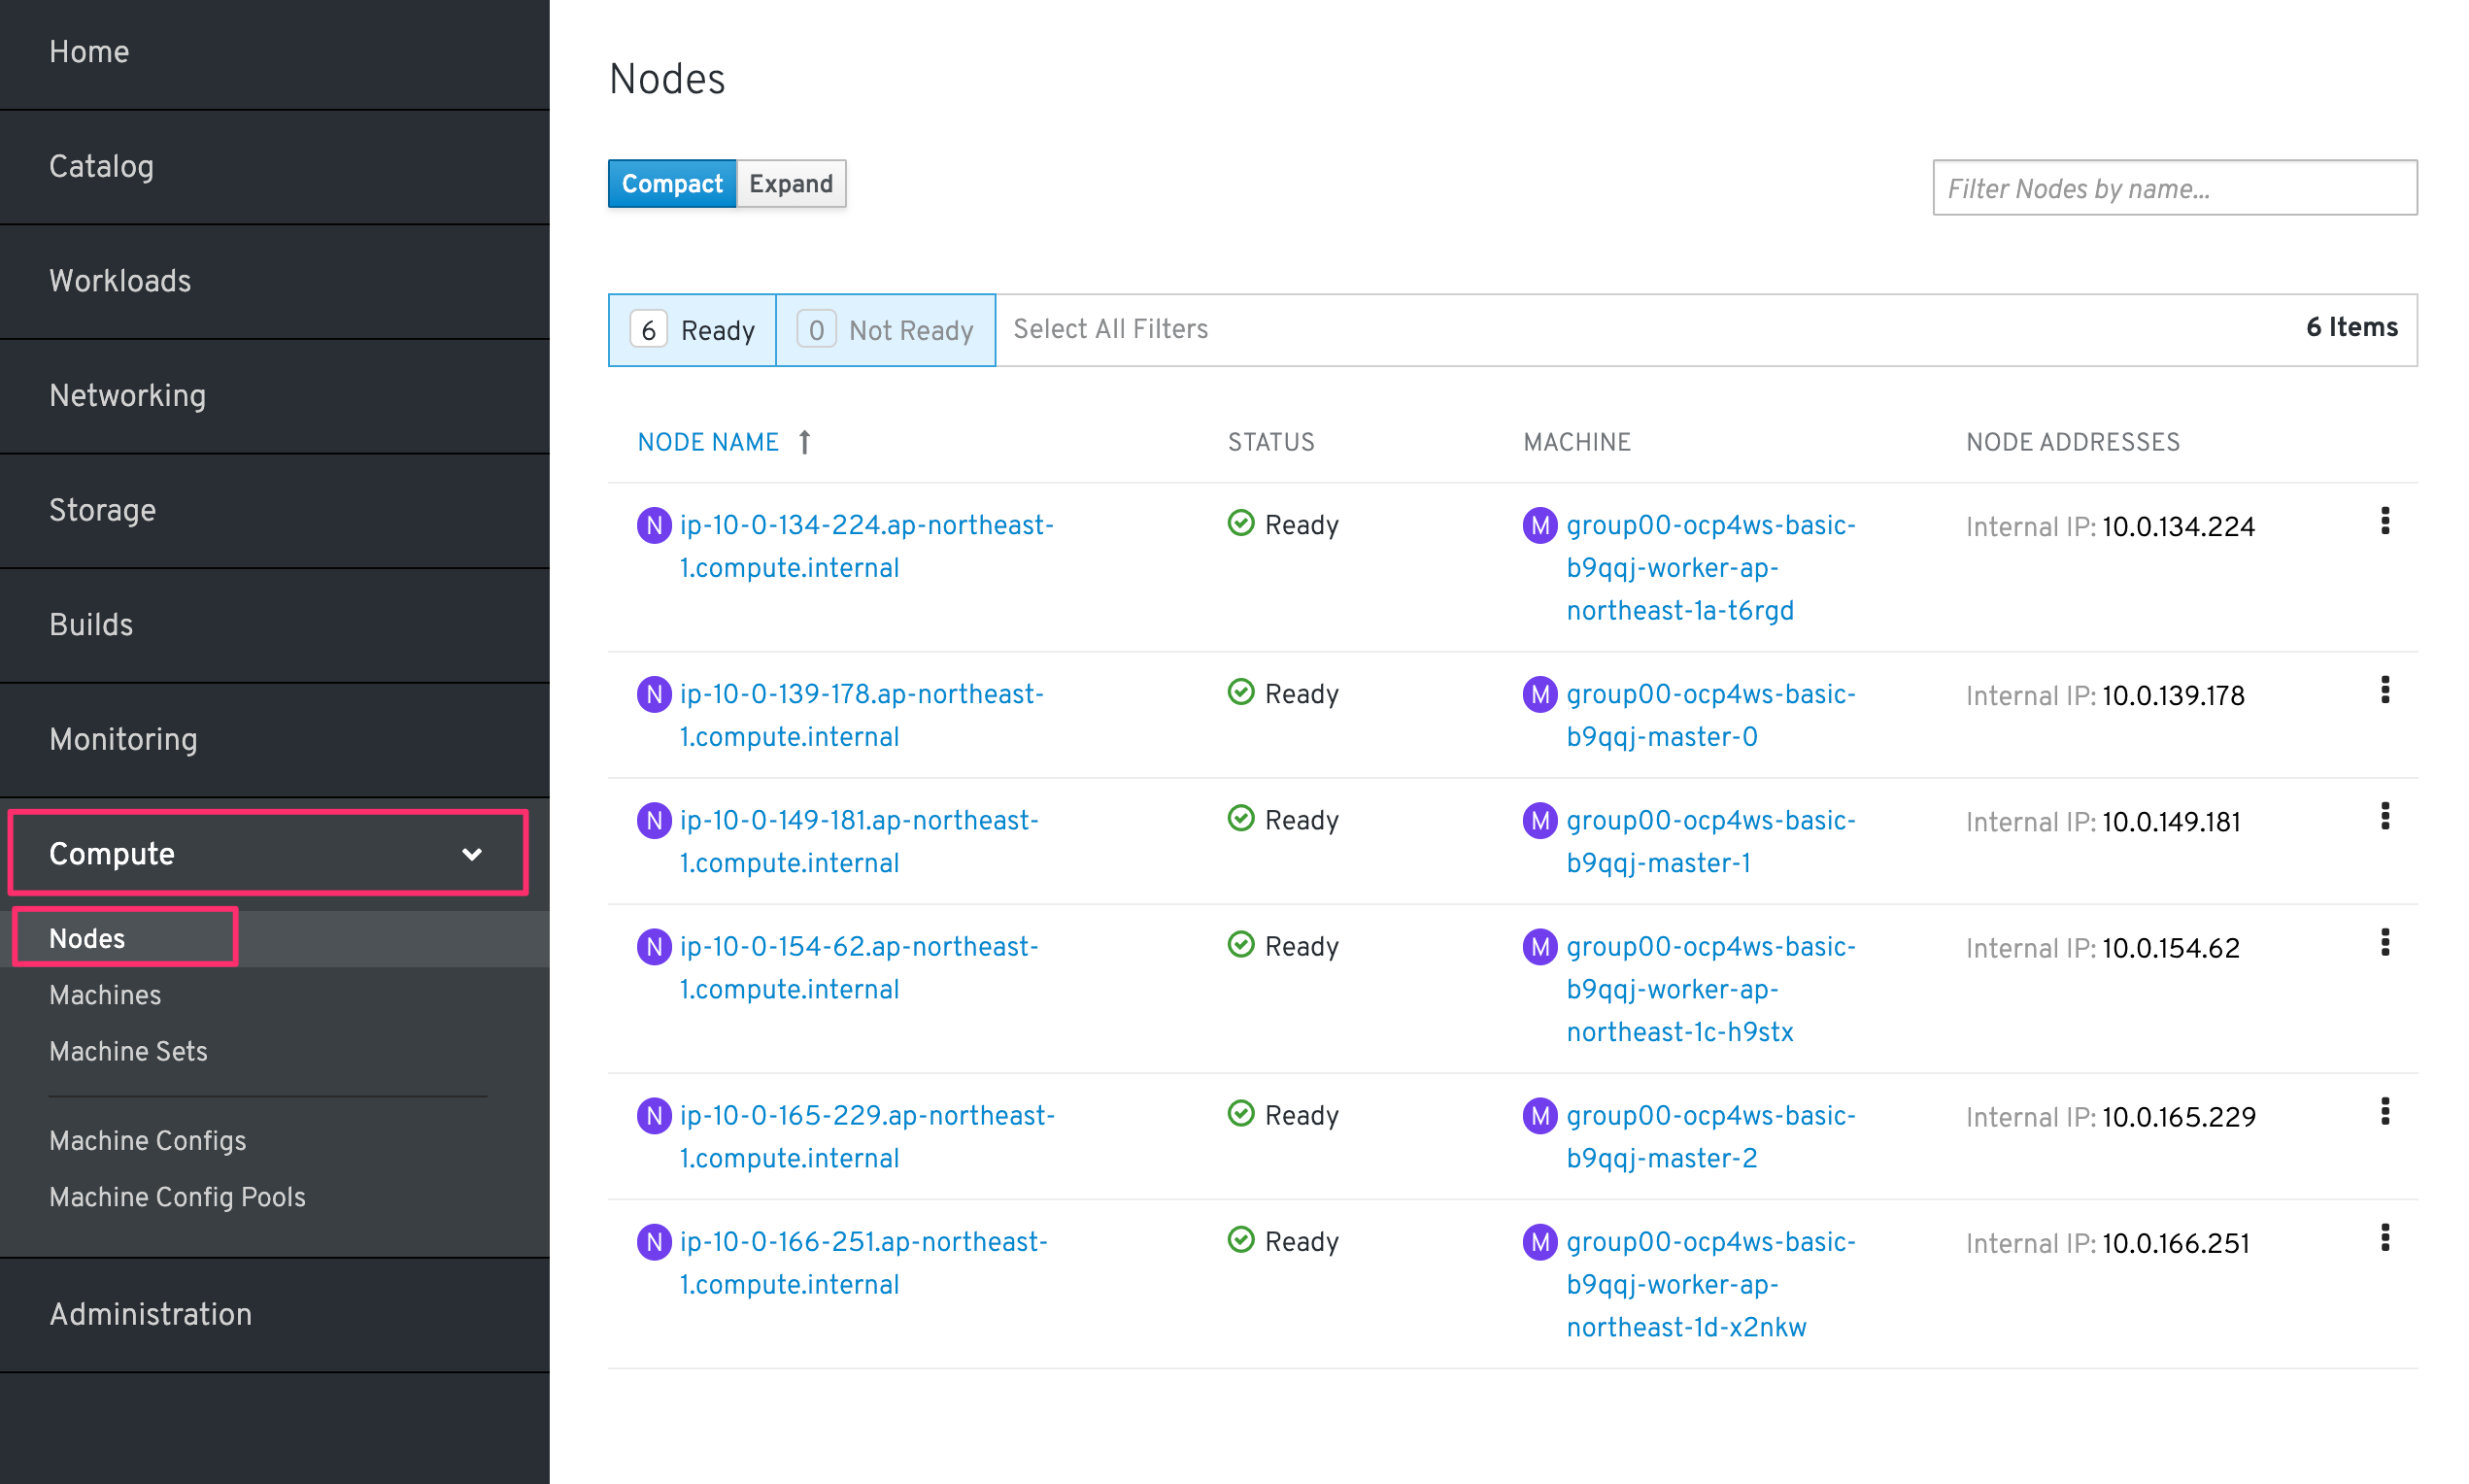 Home
Catalog
Workloads
Networking
Storage
Builds
Monitoring
Compute
Nodes
Machines
Machine Sets
Machine Configs
Machine Config Pools
Administration
Nodes
Compact Expand
Filter Nodes by name...
6 Ready 0 Not Ready Select All Filters 6 Items
NODE NAME STATUS MACHINE NODE ADDRESSES
N ip-10-0-134-224.ap-northeast- Ready M group00-ocp4ws-basic- Internal IP: 10.0.134.224
1.compute.internal b9qqj-worker-ap-
northeast-1a-t6rgd
N ip-10-0-139-178.ap-northeast- Ready M group00-ocp4ws-basic- Internal IP: 10.0.139.178
1.compute.internal b9qqj-master-0
N ip-10-0-149-181.ap-northeast- Ready M group00-ocp4ws-basic- Internal IP: 10.0.149.181
1.compute.internal b9qqj-master-1
N ip-10-0-154-62.ap-northeast- Ready M group00-ocp4ws-basic- Internal IP: 10.0.154.62
1.compute.internal b9qqj-worker-ap-
northeast-1c-h9stx
N ip-10-0-165-229.ap-northeast- Ready M group00-ocp4ws-basic- Internal IP: 10.0.165.229
1.compute.internal b9qqj-master-2
N ip-10-0-166-251.ap-northeast- Ready M group00-ocp4ws-basic- Internal IP: 10.0.166.251
1.compute.internal b9qqj-worker-ap-
northeast-1d-x2nkw